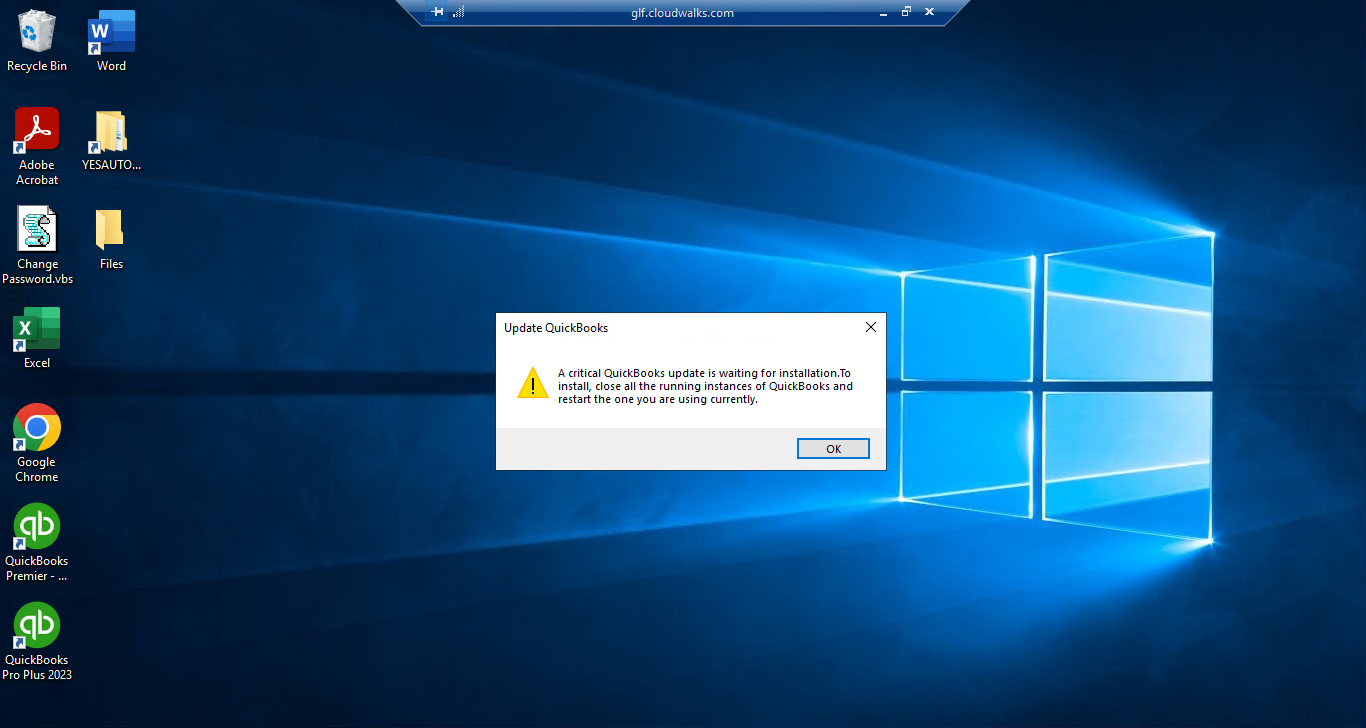 glf.cloudwalks.com
Recycle Bin
Word
Adobe
Acrobat
YESAUTO...
Change
Password.vbs
Files
Excel
Google
Chrome
QuickBooks
Premier - ...
QuickBooks
Pro Plus 2023
Update QuickBooks
A critical QuickBooks update is waiting for installation.To
install, close all the running instances of QuickBooks and
restart the one you are using currently.
OK